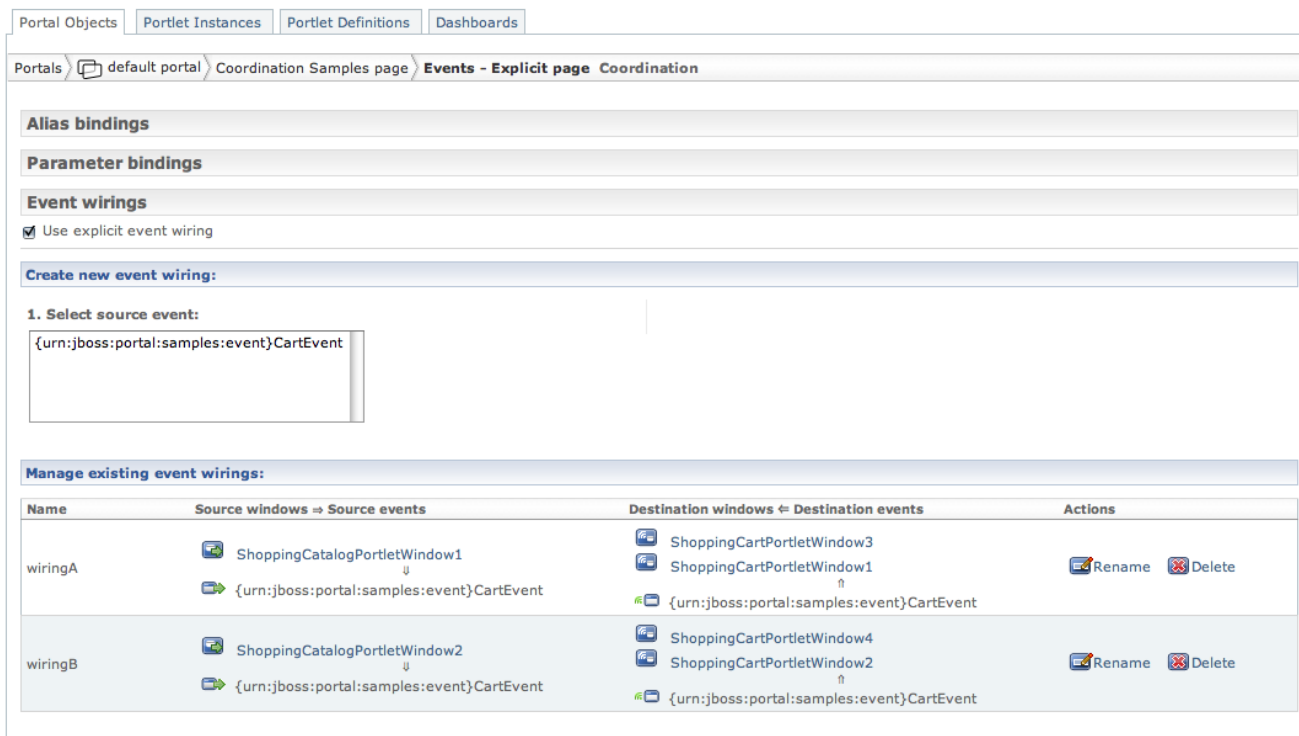 Portal Objects Portlet Instances Portlet Definitions Dashboards
Portals default portal Coordination Samples page Events - Explicit page Coordination
Alias bindings
Parameter bindings
Event wirings
Use explicit event wiring
Create new event wiring:
1. Select source event:
{urn:jboss:portal:samples:event}CartEvent
Manage existing event wirings:
Name Source windows ⇒ Source events Destination windows ⇐ Destination events Actions
ShoppingCartPortletWindow3
ShoppingCatalogPortletWindow1 ShoppingCartPortletWindow1
wiringA ⇓ ⇑ Rename Delete
{urn:jboss:portal:samples:event}CartEvent {urn:jboss:portal:samples:event}CartEvent
ShoppingCartPortletWindow4
ShoppingCatalogPortletWindow2 ShoppingCartPortletWindow2
wiringB ⇓ ⇑ Rename Delete
{urn:jboss:portal:samples:event}CartEvent {urn:jboss:portal:samples:event}CartEvent